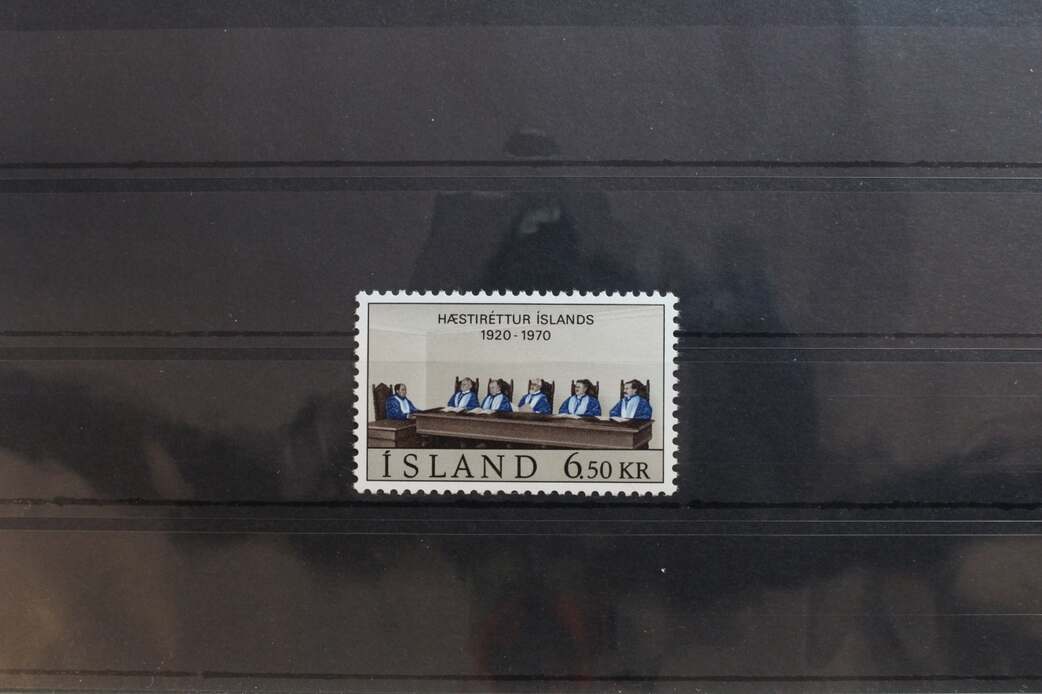 HÆSTIRÉTTUR ÍSLANDS
1920-1970
ÍSLAND 6.50 KR